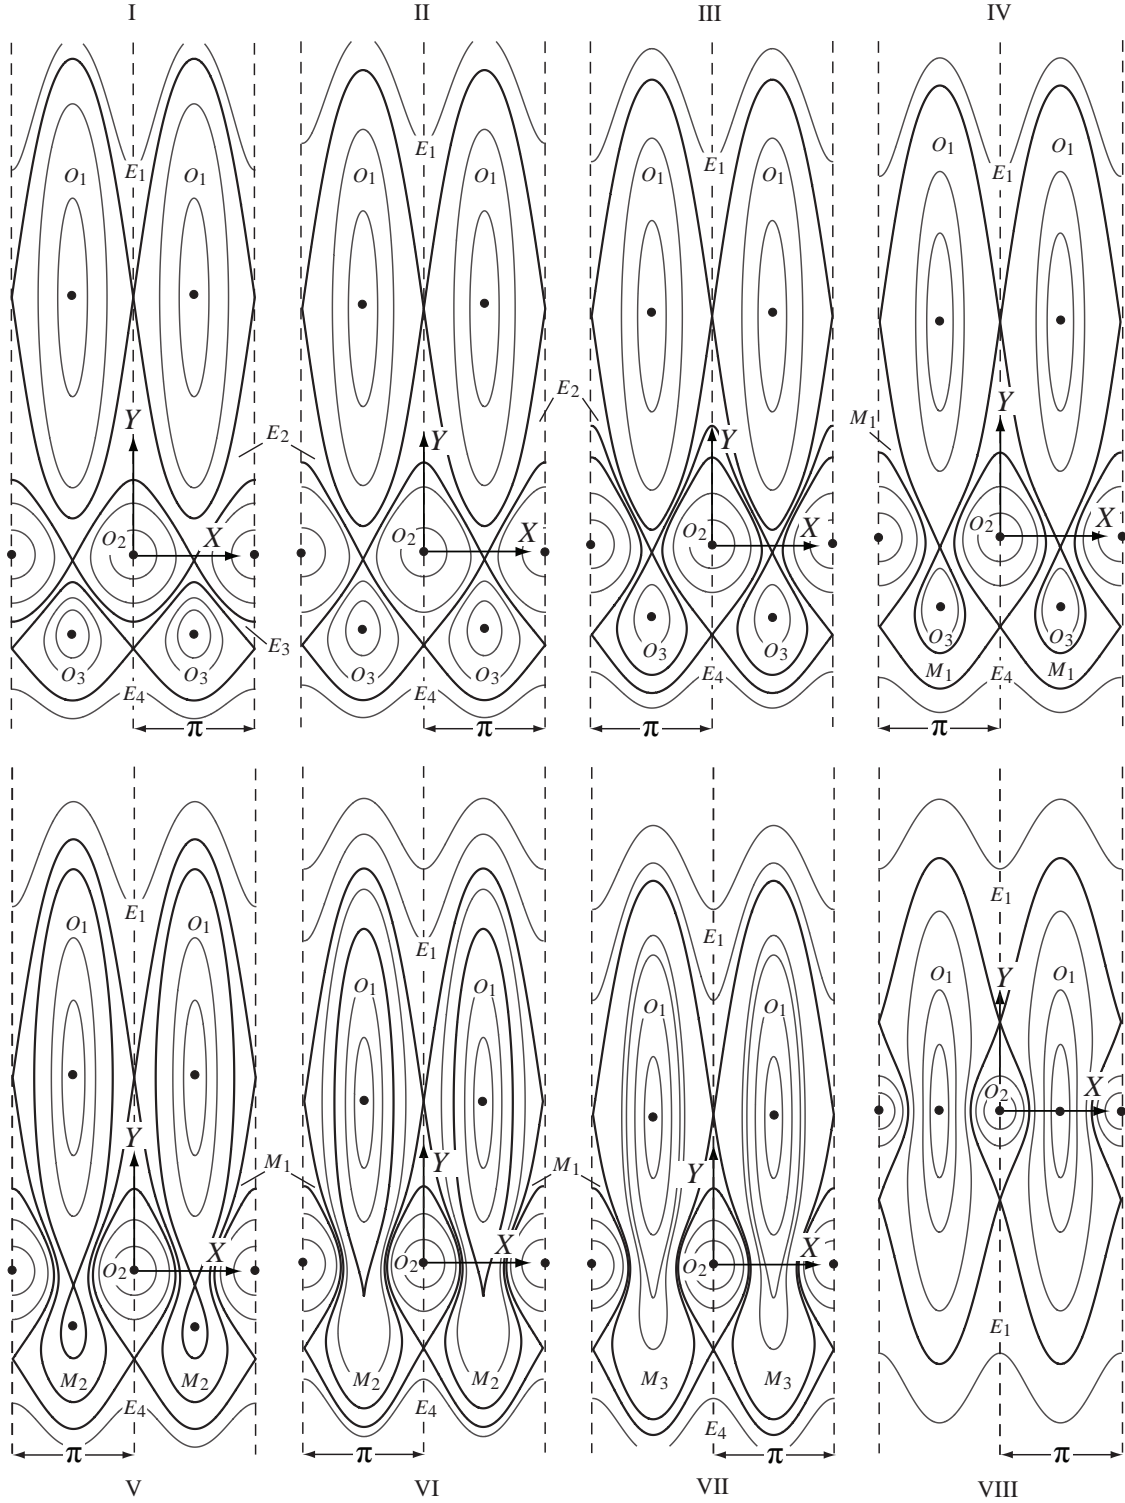 I II III IV
E1 E1 E1 E1
O1 O1 O1 O1 O1 O1 O1 O1
Y Y Y Y
E2 E2 M1
O2 X O2 X O2 X O2 X
E3
O3 O3 O3 O3 O3 O3 O3 O3
M1 M1
E4 E4 E4 E4
π π π π
E1 E1 E1 E1
O1 O1 O1 O1 O1 O1 O1 O1
Y Y Y Y
M1 M1
O2 X O2 X O2 X O2 X
M2 M2 M2 M2 M3 M3 E1
E4 E4 E4
π π π π
V VI VII VIII